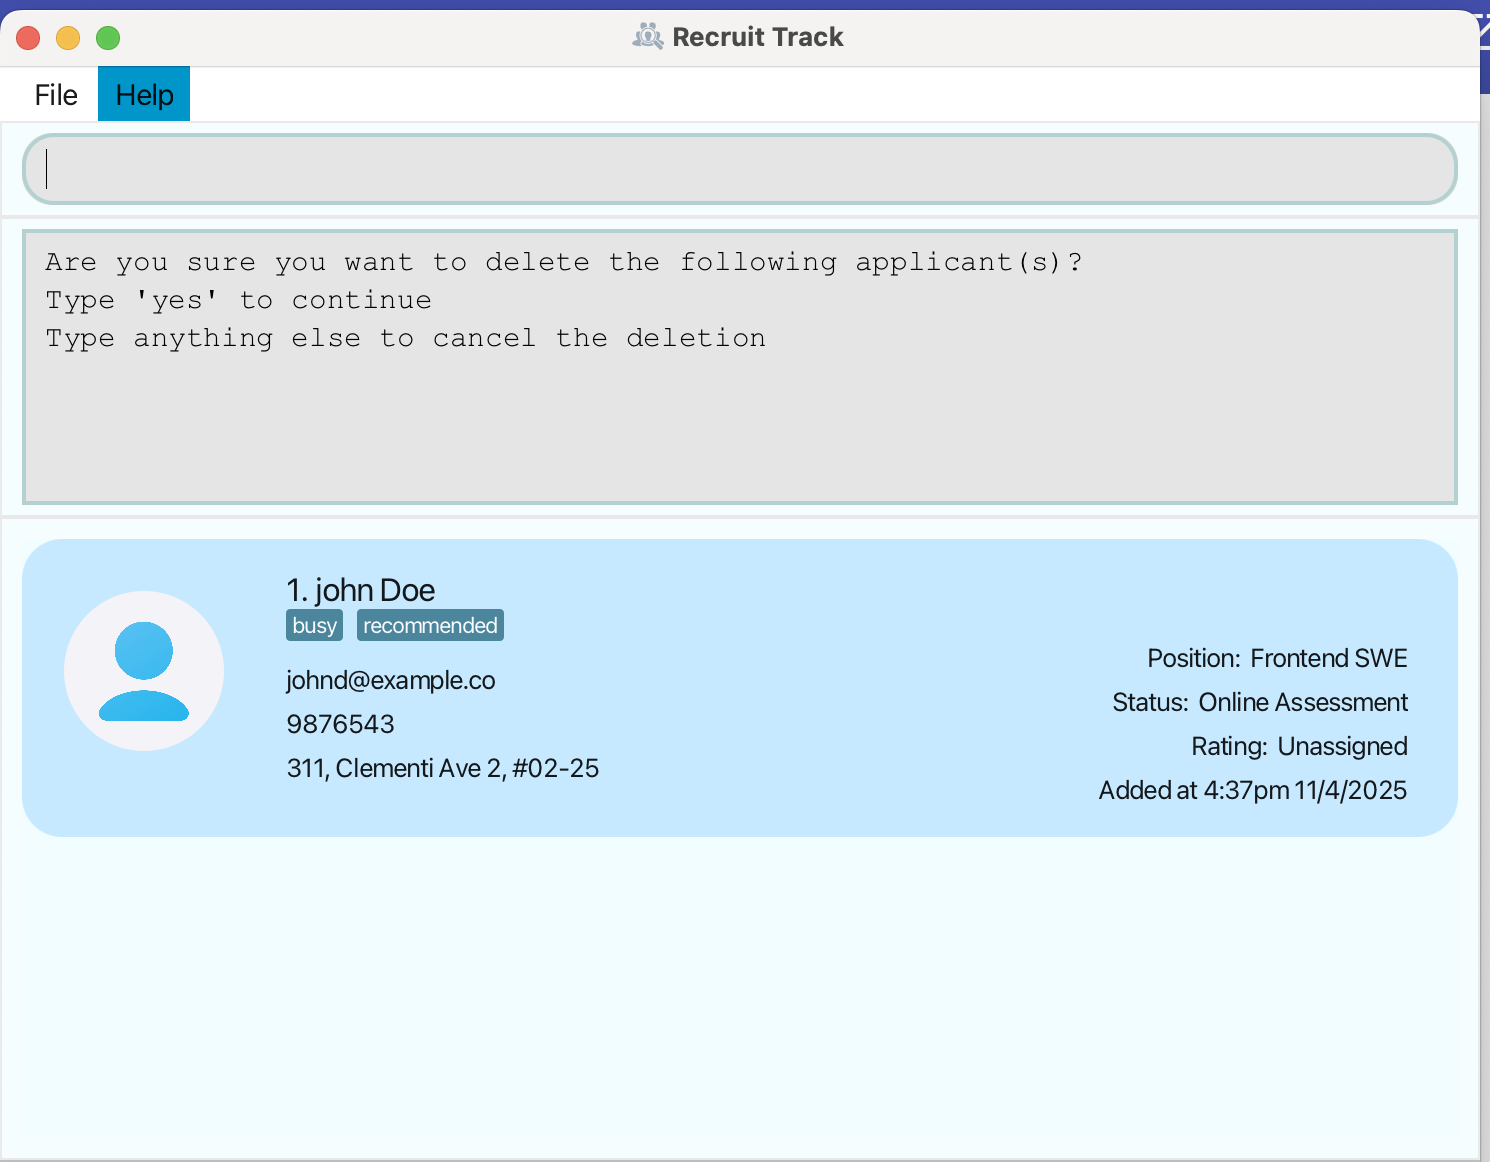 Recruit Track
File Help
Are you sure you want to delete the following applicant(s)?
Type 'yes' to continue
Type anything else to cancel the deletion
1. john Doe
busy recommended
johnd@example.co
9876543
311, Clementi Ave 2, #02-25
Position: Frontend SWE
Status: Online Assessment
Rating: Unassigned
Added at 4:37pm 11/4/2025